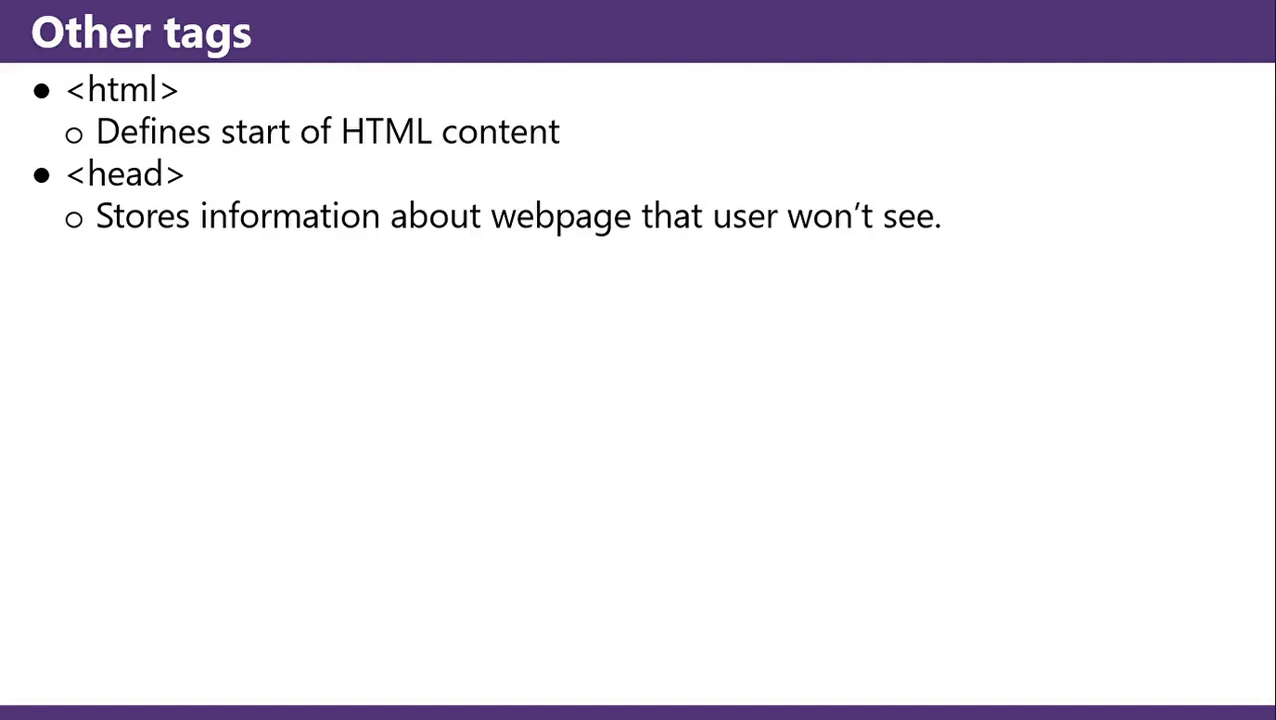 Other tags
● <html>
○ Defines start of HTML content
● <head>
○ Stores information about webpage that user won’t see.